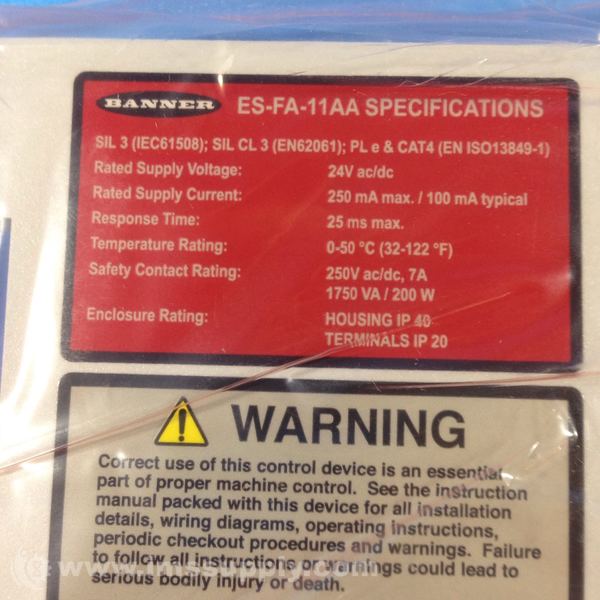 BANNER ES-FA-11AA SPECIFICATIONS
SIL 3 (IEC61508); SIL CL 3 (EN62061); PL e & CAT4 (EN ISO13849-1)
Rated Supply Voltage: 24V ac/dc
Rated Supply Current: 250 mA max. / 100 mA typical
Response Time: 25 ms max.
Temperature Rating: 0-50 °C (32-122 °F)
Safety Contact Rating: 250V ac/dc, 7A
1750 VA / 200 W
Enclosure Rating: HOUSING IP 40
TERMINALS IP 20
WARNING
Correct use of this control device is an essential
part of proper machine control. See the instruction
manual packed with this device for all installation
details, wiring diagrams, operating instructions,
periodic checkout procedures and warnings. Failure
to follow all instructions or warnings could lead to
serious bodily injury or death.
© www.imssupply.com